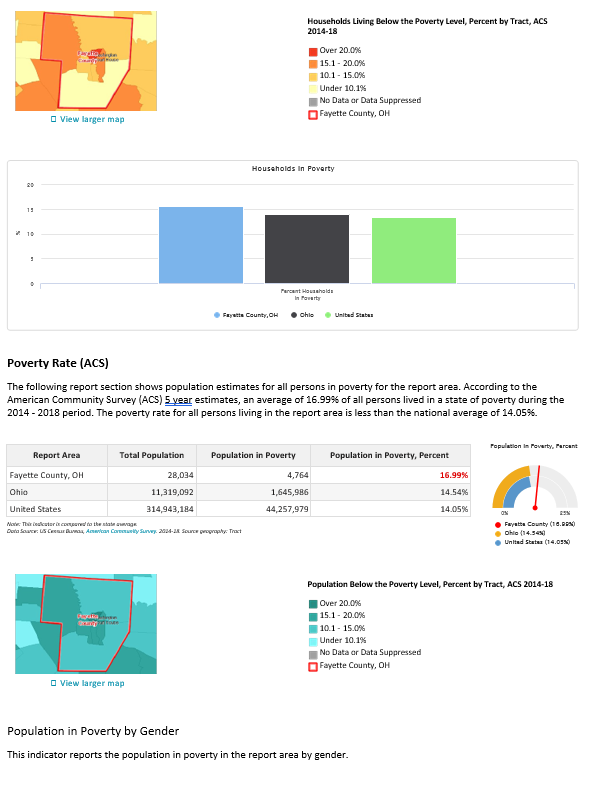 Households Living Below the Poverty Level, Percent by Tract, ACS
2014-18
Over 20.0%
15.1 - 20.0%
10.1 - 15.0%
Under 10.1%
No Data or Data Suppressed
Fayette County, OH
Fayette
County
View larger map
Households in Poverty
20
15
10
5
0
%
Percent Households
in Poverty
Fayette County, OH
Ohio
United States
Poverty Rate (ACS)
The following report section shows population estimates for all persons in poverty for the report area. According to the
American Community Survey (ACS) 5 year estimates, an average of 16.99% of all persons lived in a state of poverty during the
2014 - 2018 period. The poverty rate for all persons living in the report area is less than the national average of 14.05%.
Report Area Total Population Population in Poverty Population in Poverty, Percent
Fayette County, OH 28,034 4,764 16.99%
Ohio 11,319,092 1,645,986 14.54%
United States 314,943,184 44,257,979 14.05%
Note: This indicator is compared to the state average.
Data Source: US Census Bureau, American Community Survey. 2014-18. Source geography: Tract
Population in Poverty, Percent
0% 25%
Fayette County (16.99%)
Ohio (14.54%)
United States (14.05%)
Population Below the Poverty Level, Percent by Tract, ACS 2014-18
Over 20.0%
15.1 - 20.0%
10.1 - 15.0%
Under 10.1%
No Data or Data Suppressed
Fayette County, OH
Fayette
County
View larger map
Population in Poverty by Gender
This indicator reports the population in poverty in the report area by gender.